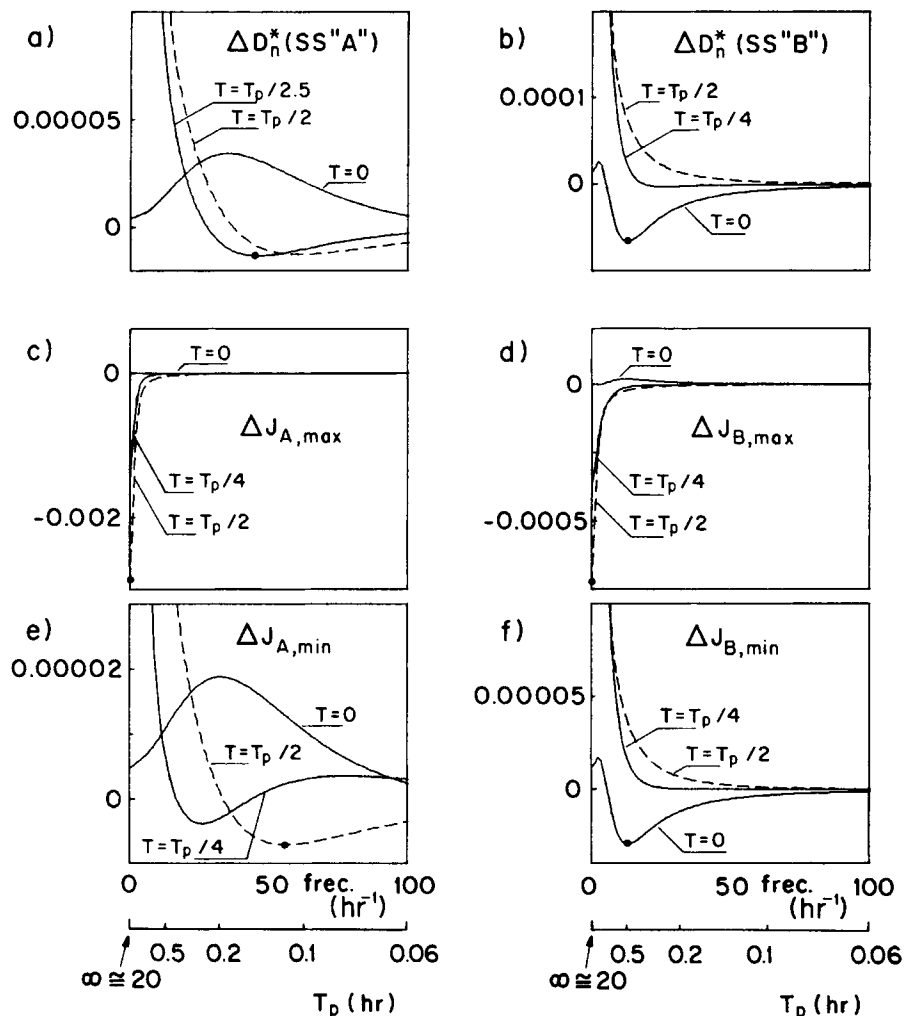 a)
ΔD*ₙ (SS"A")
T=Tₚ/2.5
T=Tₚ/2
0.00005
T=0
0
b)
ΔD*ₙ (SS"B")
0.0001
T=Tₚ/2
T=Tₚ/4
0
T=0
c)
T=0
0
ΔJ_A,max
T=Tₚ/4
-0.002
T=Tₚ/2
d)
T=0
0
ΔJ_B,max
T=Tₚ/4
-0.0005
T=Tₚ/2
e)
ΔJ_A,min
0.00002
T=0
T=Tₚ/2
0
T=Tₚ/4
0 50 frec. 100
(hr⁻¹)
0.5 0.2 0.1 0.06
∞≅20
Tₚ (hr)
f)
ΔJ_B,min
0.00005
T=Tₚ/4
T=Tₚ/2
0
T=0
0 50 frec. 100
(hr⁻¹)
0.5 0.2 0.1 0.06
∞≅20
Tₚ (hr)